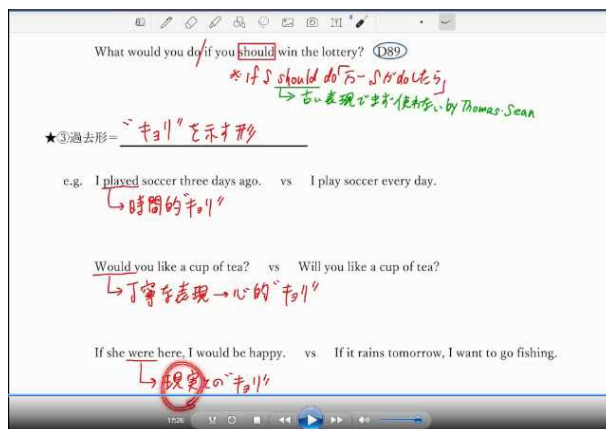 What would you do/if you should win the lottery? D89
※if S should do「万一Sがdoしたら」
→古い表現でまず使わない by Thomas・Sean
★③過去形="キョリ"を示す形
e.g. I played soccer three days ago. vs I play soccer every day.
→時間的"キョリ"
Would you like a cup of tea? vs Will you like a cup of tea?
→丁寧な表現→心的"キョリ"
If she were here, I would be happy. vs If it rains tomorrow, I want to go fishing.
→現実との"キョリ"
17:26